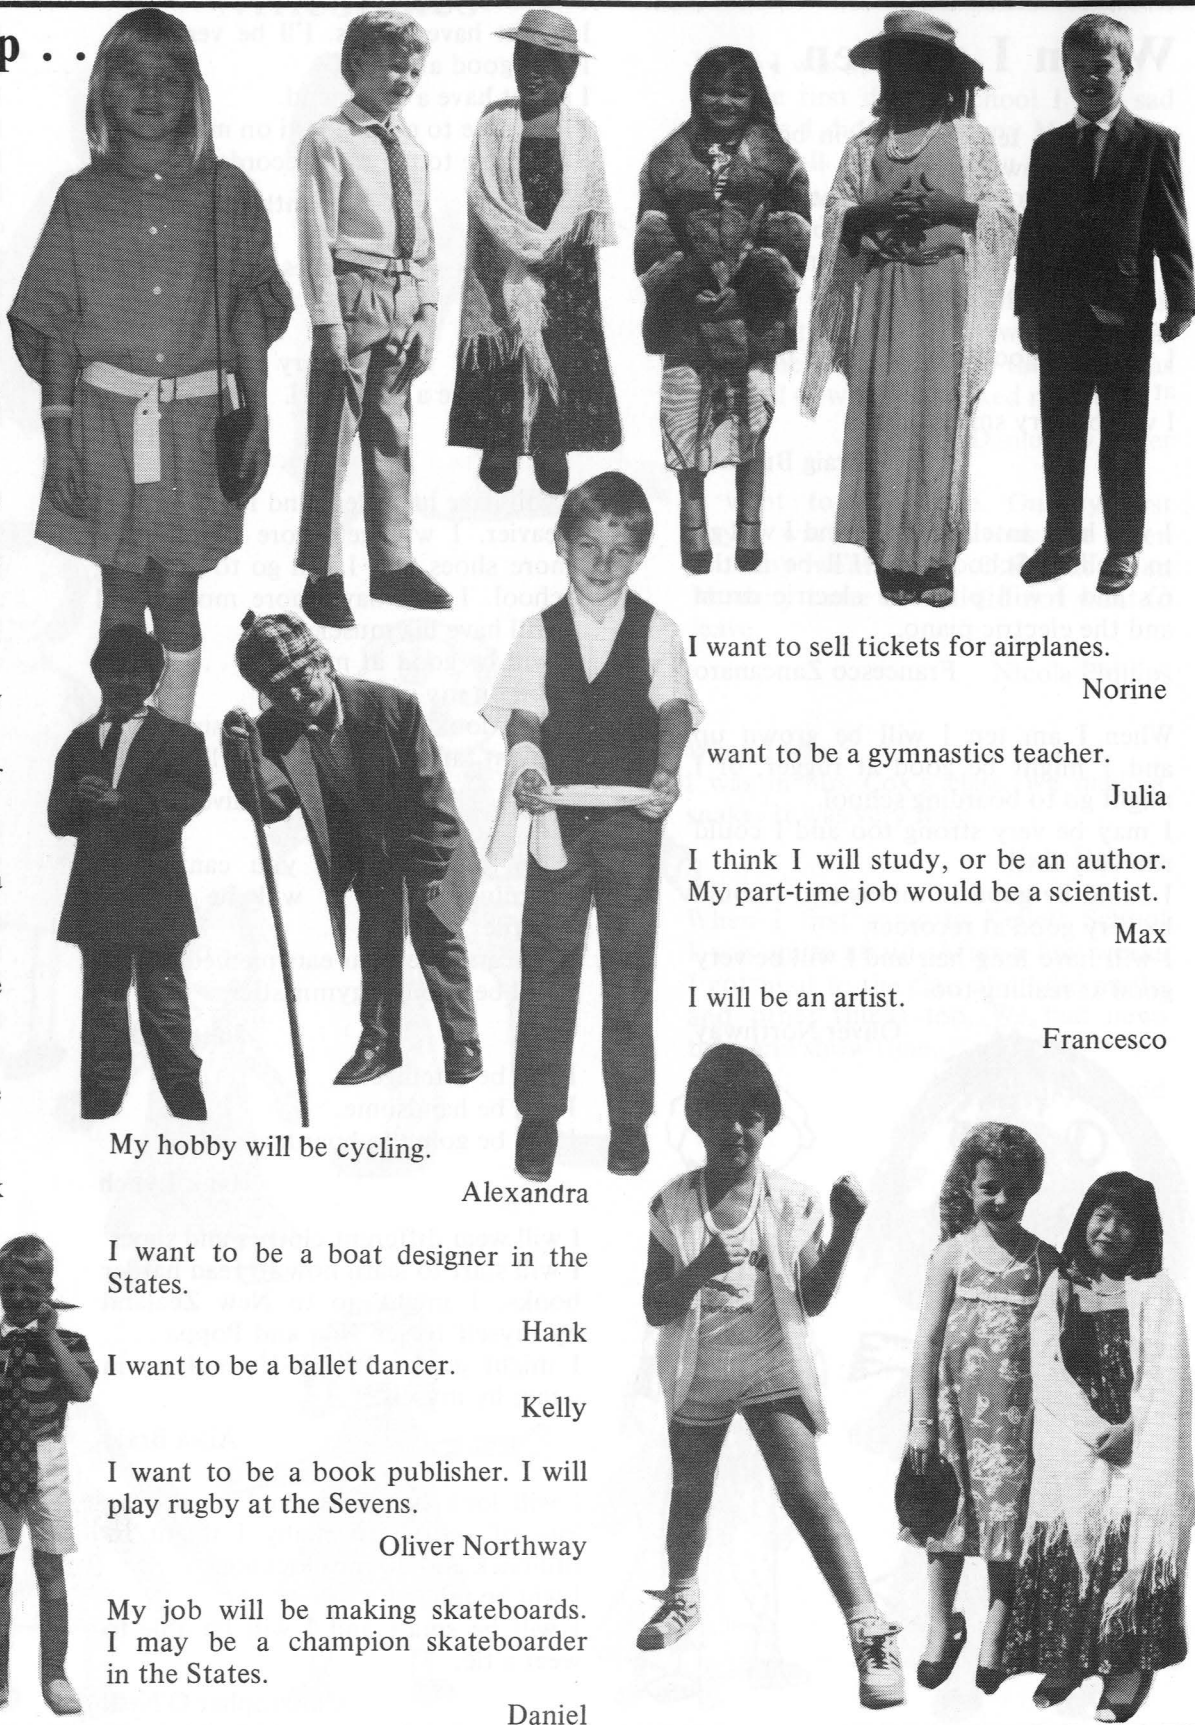 p . .
My hobby will be cycling.
Alexandra
I want to be a boat designer in the
States.
Hank
I want to be a ballet dancer.
Kelly
I want to be a book publisher. I will
play rugby at the Sevens.
Oliver Northway
My job will be making skateboards.
I may be a champion skateboarder
in the States.
Daniel
I want to sell tickets for airplanes.
Norine
want to be a gymnastics teacher.
Julia
I think I will study, or be an author.
My part-time job would be a scientist.
Max
I will be an artist.
Francesco